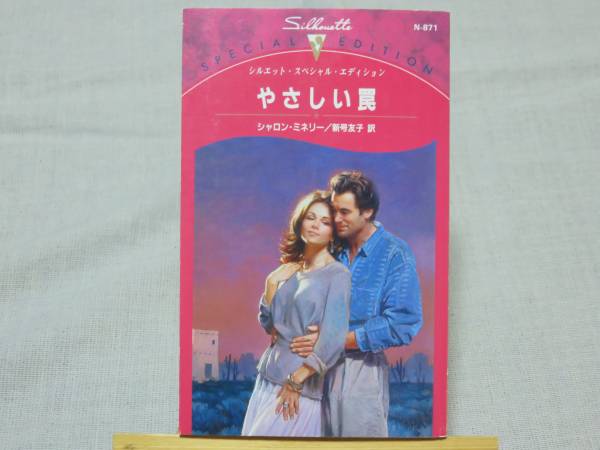 Silhouette
N-871
SPECIAL EDITION
シルエット・スペシャル・エディション
やさしい罠
シャロン・ミネリー/新号友子 訳